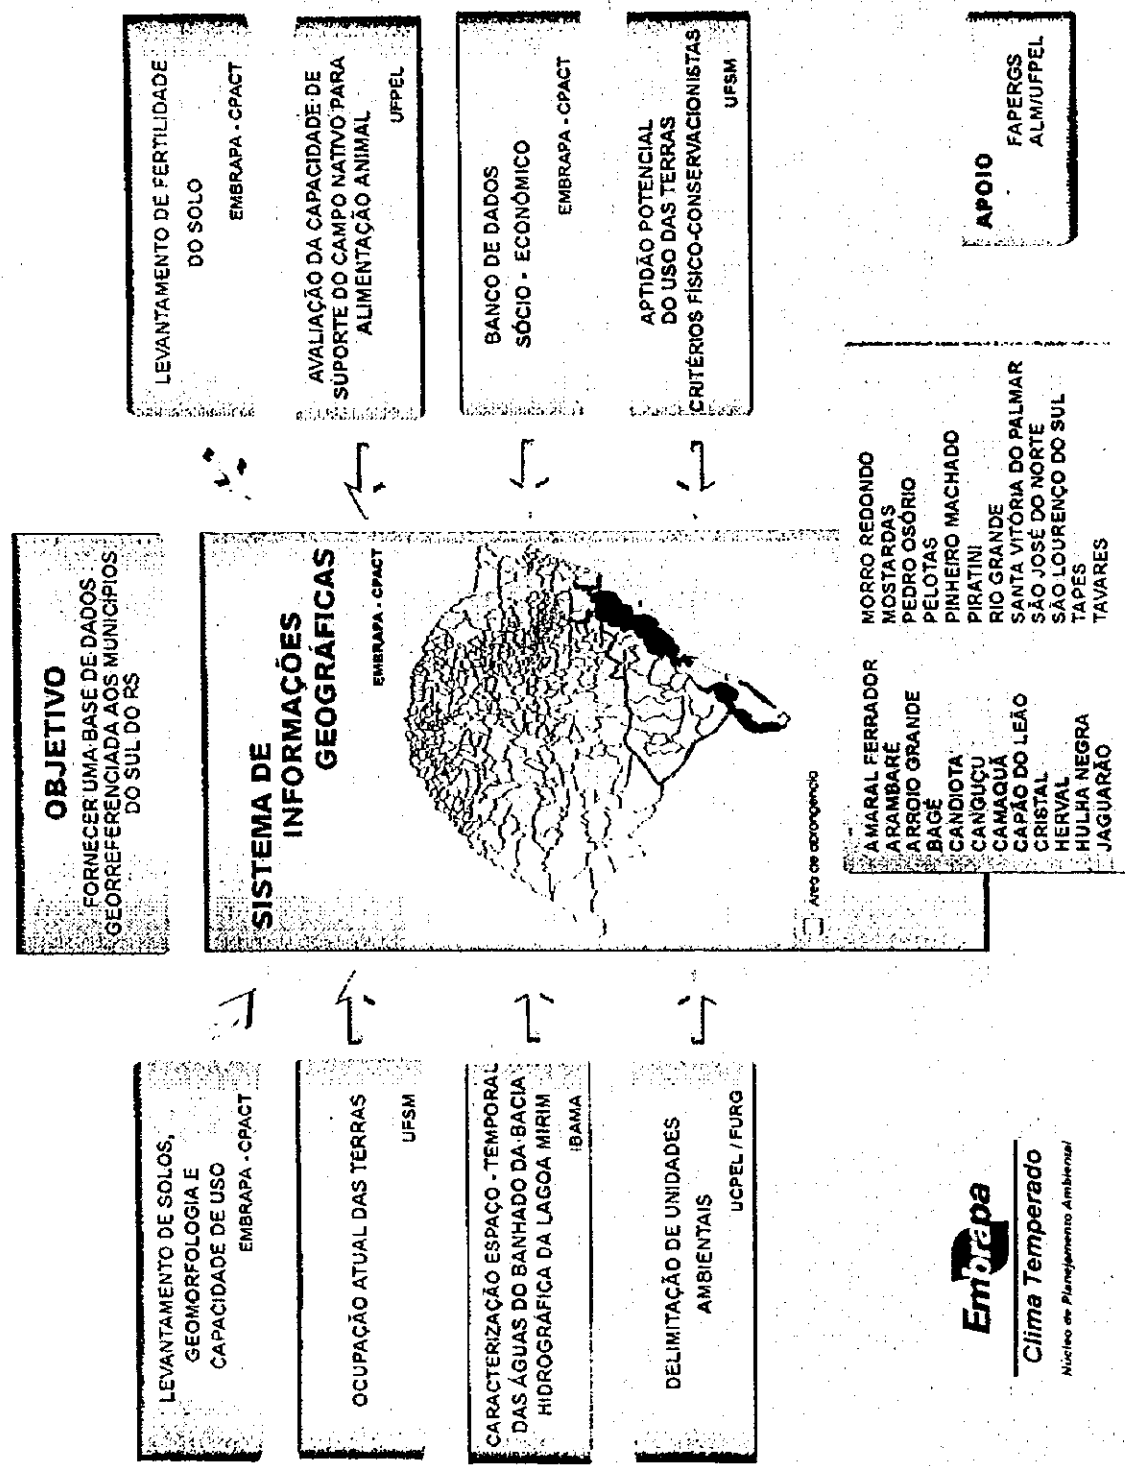 OBJETIVO
FORNECER UMA BASE DE DADOS
GEORREFERENCIADA AOS MUNICIPIOS
DO SUL DO RS
LEVANTAMENTO DE SOLOS,
GEOMORFOLOGIA E
CAPACIDADE DE USO
EMBRAPA - CPACT
OCUPAÇÃO ATUAL DAS TERRAS
UFSM
CARACTERIZAÇÃO ESPAÇO - TEMPORAL
DAS ÁGUAS DO BANHADO DA BACIA
HIDROGRÁFICA DA LAGOA MIRIM
IBAMA
DELIMITAÇÃO DE UNIDADES
AMBIENTAIS
UCPEL / FURG
SISTEMA DE
INFORMAÇÕES
GEOGRÁFICAS
EMBRAPA - CPACT
Área de abrangencia
LEVANTAMENTO DE FERTILIDADE
DO SOLO
EMBRAPA - CPACT
AVALIAÇÃO DA CAPACIDADE DE
SUPORTE DO CAMPO NATIVO PARA
ALIMENTAÇÃO ANIMAL
UFPEL
BANCO DE DADOS
SÓCIO - ECONÔMICO
EMBRAPA - CPACT
APTIDÃO POTENCIAL
DO USO DAS TERRAS
CRITÉRIOS FÍSICO-CONSERVACIONISTAS
UFSM
AMARAL FERRADOR
ARAMBARÉ
ARROIO GRANDE
BAGÉ
CANDIOTA
CANGUÇU
CAMAQUÃ
CAPÃO DO LEÃO
CRISTAL
HERVAL
HULHA NEGRA
JAGUARÃO
MORRO REDONDO
MOSTARDAS
PEDRO OSÓRIO
PELOTAS
PINHEIRO MACHADO
PIRATINI
RIO GRANDE
SANTA VITÓRIA DO PALMAR
SÃO JOSÉ DO NORTE
SÃO LOURENÇO DO SUL
TAPES
TAVARES
APOIO
FAPERGS
ALM/UFPEL
Embrapa
Clima Temperado
Núcleo de Planejamento Ambiental